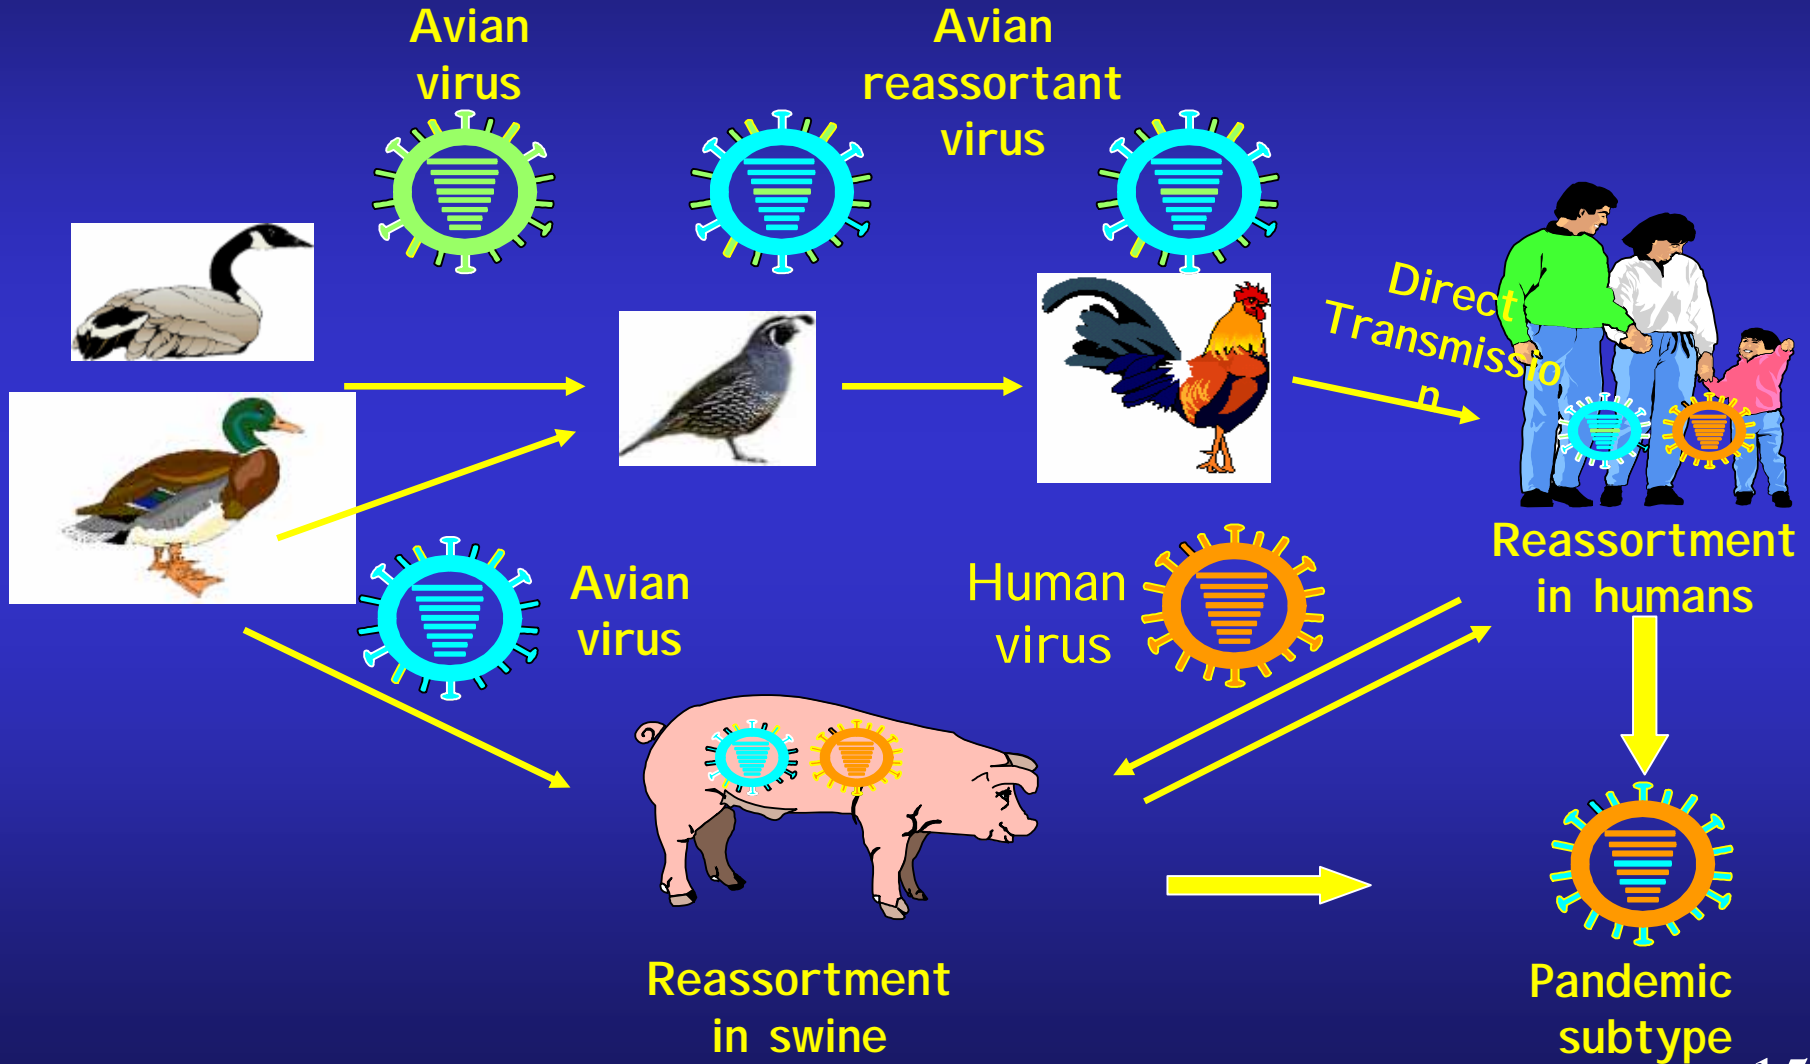 Avian
virus
Avian
reassortant
virus
Direct
Transmissio
n
Avian
virus
Human
virus
Reassortment
in humans
Reassortment
in swine
Pandemic
subtype